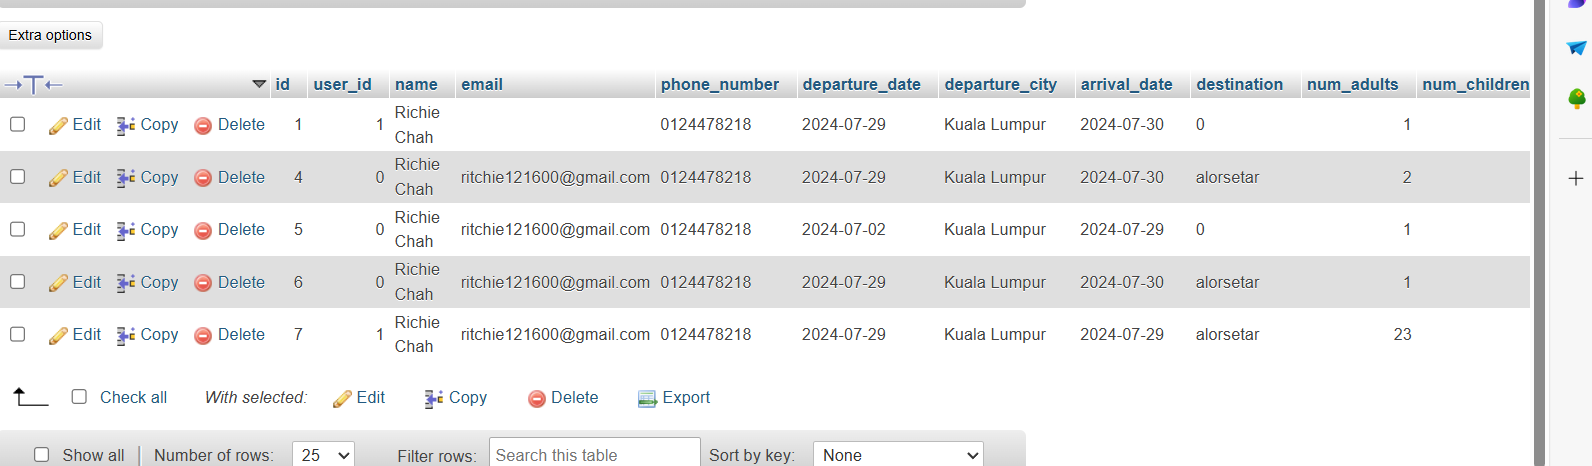 Extra options
id user_id name email phone_number departure_date departure_city arrival_date destination num_adults num_children
Edit Copy Delete 1 1 Richie Chah 0124478218 2024-07-29 Kuala Lumpur 2024-07-30 0 1
Edit Copy Delete 4 0 Richie Chah ritchie121600@gmail.com 0124478218 2024-07-29 Kuala Lumpur 2024-07-30 alorsetar 2
Edit Copy Delete 5 0 Richie Chah ritchie121600@gmail.com 0124478218 2024-07-02 Kuala Lumpur 2024-07-29 0 1
Edit Copy Delete 6 0 Richie Chah ritchie121600@gmail.com 0124478218 2024-07-29 Kuala Lumpur 2024-07-30 alorsetar 1
Edit Copy Delete 7 1 Richie Chah ritchie121600@gmail.com 0124478218 2024-07-29 Kuala Lumpur 2024-07-29 alorsetar 23
Check all With selected: Edit Copy Delete Export
Show all Number of rows: 25 Filter rows: Search this table Sort by key: None